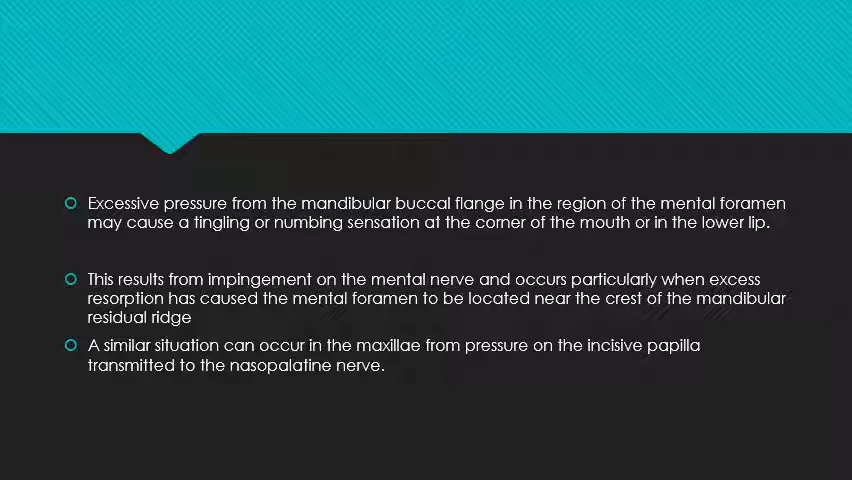 Excessive pressure from the mandibular buccal flange in the region of the mental foramen
may cause a tingling or numbing sensation at the corner of the mouth or in the lower lip.
This results from impingement on the mental nerve and occurs particularly when excess
resorption has caused the mental foramen to be located near the crest of the mandibular
residual ridge
A similar situation can occur in the maxillae from pressure on the incisive papilla
transmitted to the nasopalatine nerve.